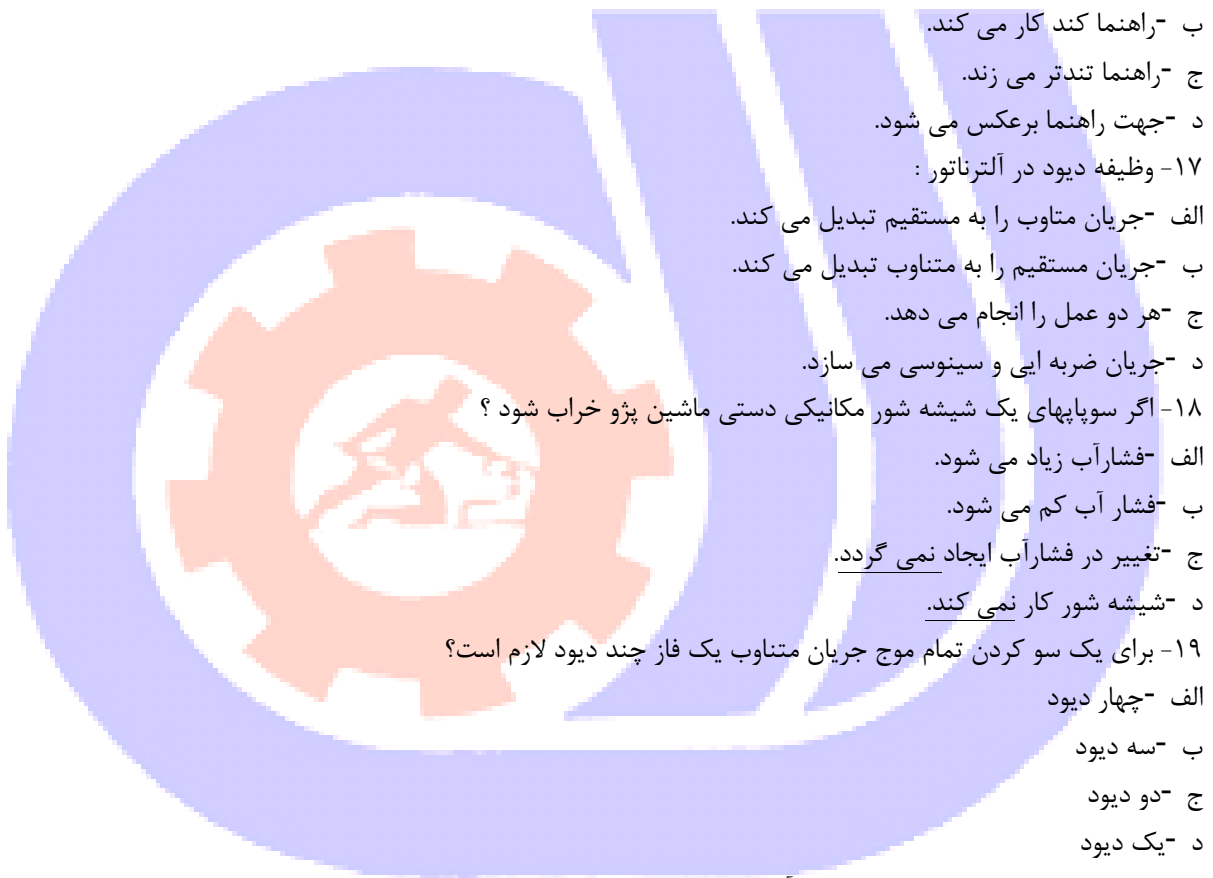 ب -راهنما کند کار می کند.
ج -راهنما تندتر می زند.
د -جهت راهنما برعکس می شود.
۱۷- وظیفه دیود در آلترناتور :
الف -جریان متاوب را به مستقیم تبدیل می کند.
ب -جریان مستقیم را به متناوب تبدیل می کند.
ج -هر دو عمل را انجام می دهد.
د -جریان ضربه ایی و سینوسی می سازد.
۱۸- اگر سوپاپهای یک شیشه شور مکانیکی دستی ماشین پژو خراب شود ؟
الف -فشارآب زیاد می شود.
ب -فشار آب کم می شود.
ج -تغییر در فشارآب ایجاد نمی گردد.
د -شیشه شور کار نمی کند.
۱۹- برای یک سو کردن تمام موج جریان متناوب یک فاز چند دیود لازم است؟
الف -چهار دیود
ب -سه دیود
ج -دو دیود
د -یک دیود